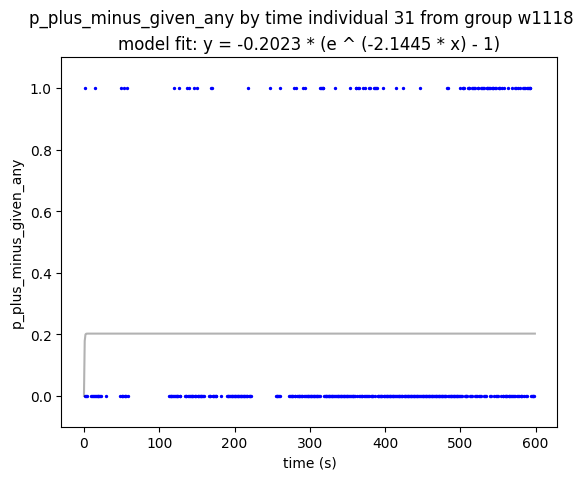 p_plus_minus_given_any by time individual 31 from group w1118
model fit: y = -0.2023 * (e ^ (-2.1445 * x) - 1)
p_plus_minus_given_any
1.0
0.8
0.6
0.4
0.2
0.0
0 100 200 300 400 500 600
time (s)